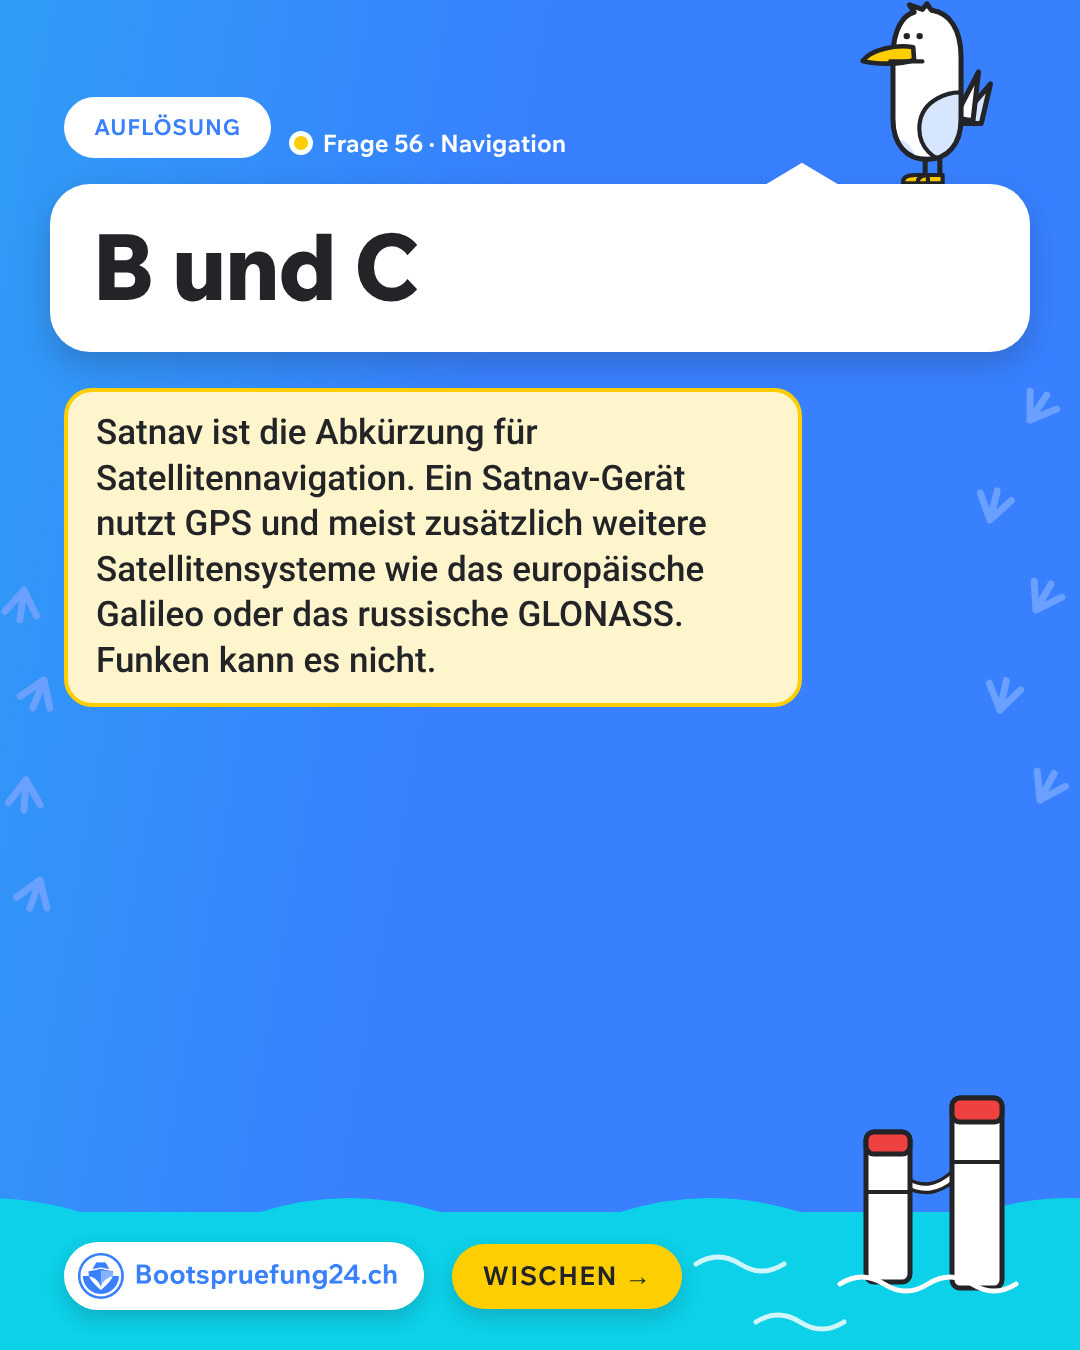 AUFLÖSUNG
Frage 56 · Navigation
B und C
Satnav ist die Abkürzung für
Satellitennavigation. Ein Satnav-Gerät
nutzt GPS und meist zusätzlich weitere
Satellitensysteme wie das europäische
Galileo oder das russische GLONASS.
Funken kann es nicht.
Bootspruefung24.ch
WISCHEN →